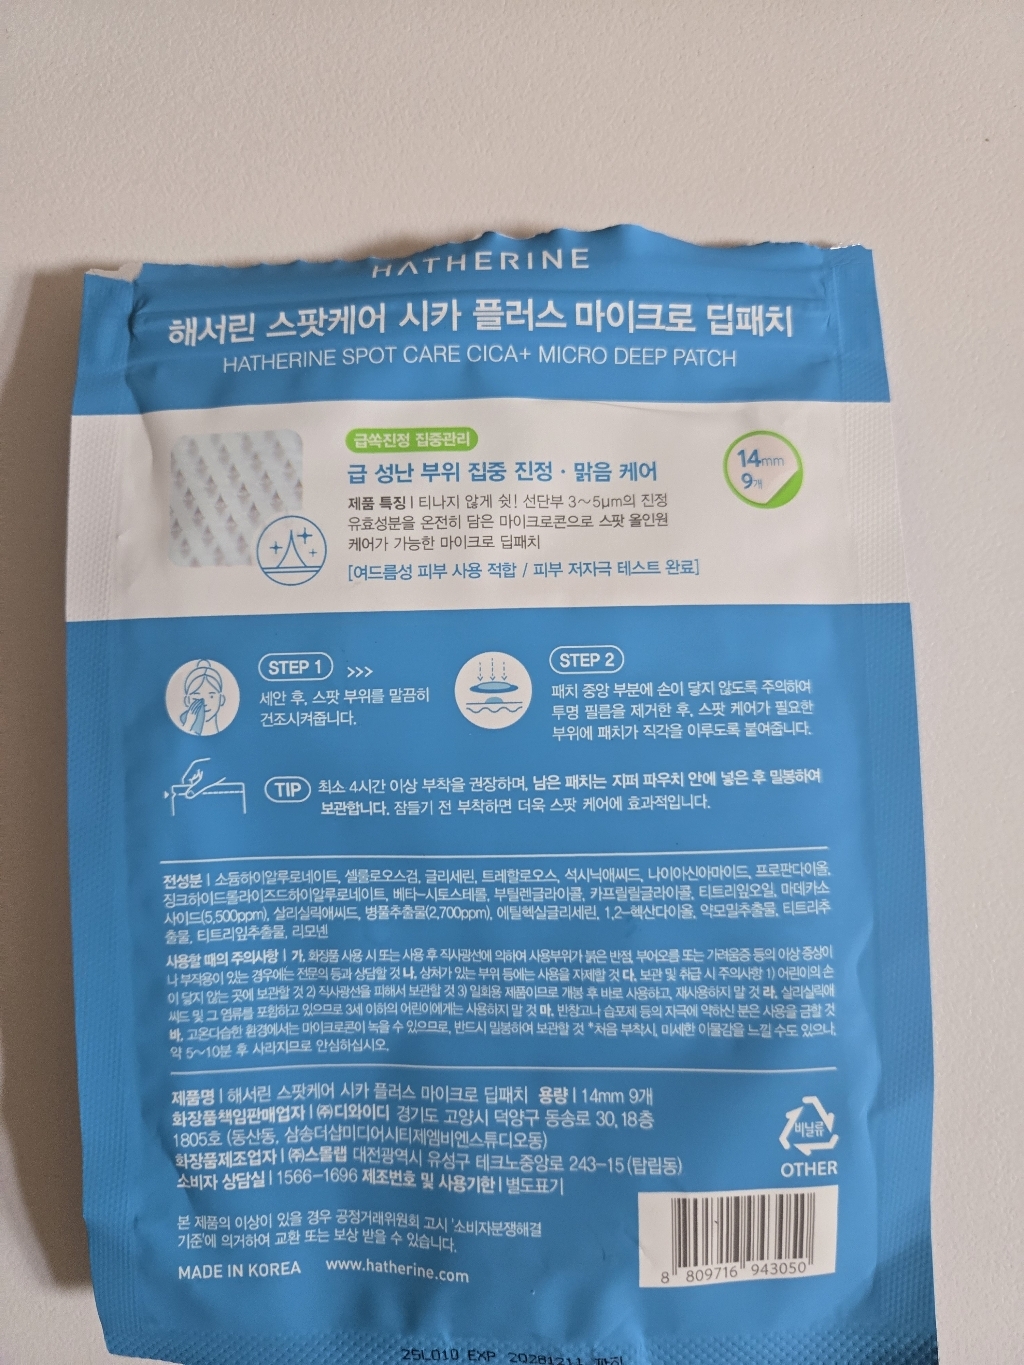 HATHERINE
해서린 스팟케어 시카 플러스 마이크로 딥패치
HATHERINE SPOT CARE CICA+ MICRO DEEP PATCH
급쏙진정 집중관리
급 성난 부위 집중 진정 · 맑음 케어
14mm
9개
제품 특징 | 티나지 않게 쉿! 선단부 3~5μm의 진정
유효성분을 온전히 담은 마이크로콘으로 스팟 올인원
케어가 가능한 마이크로 딥패치
[여드름성 피부 사용 적합 / 피부 저자극 테스트 완료]
STEP 1 >>>
세안 후, 스팟 부위를 말끔히
건조시켜줍니다.
STEP 2
패치 중앙 부분에 손이 닿지 않도록 주의하여
투명 필름을 제거한 후, 스팟 케어가 필요한
부위에 패치가 직각을 이루도록 붙여줍니다.
TIP 최소 4시간 이상 부착을 권장하며, 남은 패치는 지퍼 파우치 안에 넣은 후 밀봉하여
보관합니다. 잠들기 전 부착하면 더욱 스팟 케어에 효과적입니다.
전성분 | 소듐하이알루로네이트, 셀룰로오스검, 글리세린, 트레할로오스, 석시닉애씨드, 나이아신아마이드, 프로판다이올,
징크하이드롤라이즈드하이알루로네이트, 베타-시토스테롤, 부틸렌글라이콜, 카프릴릴글라이콜, 티트리잎오일, 마데카소
사이드(5,500ppm), 살리실릭애씨드, 병풀추출물(2,700ppm), 에틸헥실글리세린, 1,2-헥산다이올, 약모밀추출물, 티트리추
출물, 티트리잎추출물, 리모넨
사용할 때의 주의사항 | 가. 화장품 사용 시 또는 사용 후 직사광선에 의하여 사용부위가 붉은 반점, 부어오름 또는 가려움증 등의 이상 증상이
나 부작용이 있는 경우에는 전문의 등과 상담할 것 나. 상처가 있는 부위 등에는 사용을 자제할 것 다. 보관 및 취급 시 주의사항 1) 어린이의 손
이 닿지 않는 곳에 보관할 것 2) 직사광선을 피해서 보관할 것 3) 일회용 제품이므로 개봉 후 바로 사용하고, 재사용하지 말 것 라. 살리실릭애
씨드 및 그 염류를 포함하고 있으므로 3세 이하의 어린이에게는 사용하지 말 것 마. 반창고나 습포제 등의 자극에 약하신 분은 사용을 금할 것
바. 고온다습한 환경에서는 마이크로콘이 녹을 수 있으므로, 반드시 밀봉하여 보관할 것 *처음 부착시, 미세한 이물감을 느낄 수도 있으나,
약 5~10분 후 사라지므로 안심하십시오.
제품명 | 해서린 스팟케어 시카 플러스 마이크로 딥패치 용량 | 14mm 9개
화장품책임판매업자 | ㈜디와이디 경기도 고양시 덕양구 동송로 30, 18층
1805호 (동산동, 삼송더샵미디어시티제엠비앤스튜디오동)
화장품제조업자 | ㈜스몰랩 대전광역시 유성구 테크노중앙로 243-15 (탑립동)
소비자 상담실 | 1566-1696 제조번호 및 사용기한 | 별도표기
비닐류
OTHER
본 제품의 이상이 있을 경우 공정거래위원회 고시 '소비자분쟁해결
기준'에 의거하여 교환 또는 보상 받을 수 있습니다.
MADE IN KOREA www.hatherine.com
8 809716 943050
25L010 EXP 20281211 까지